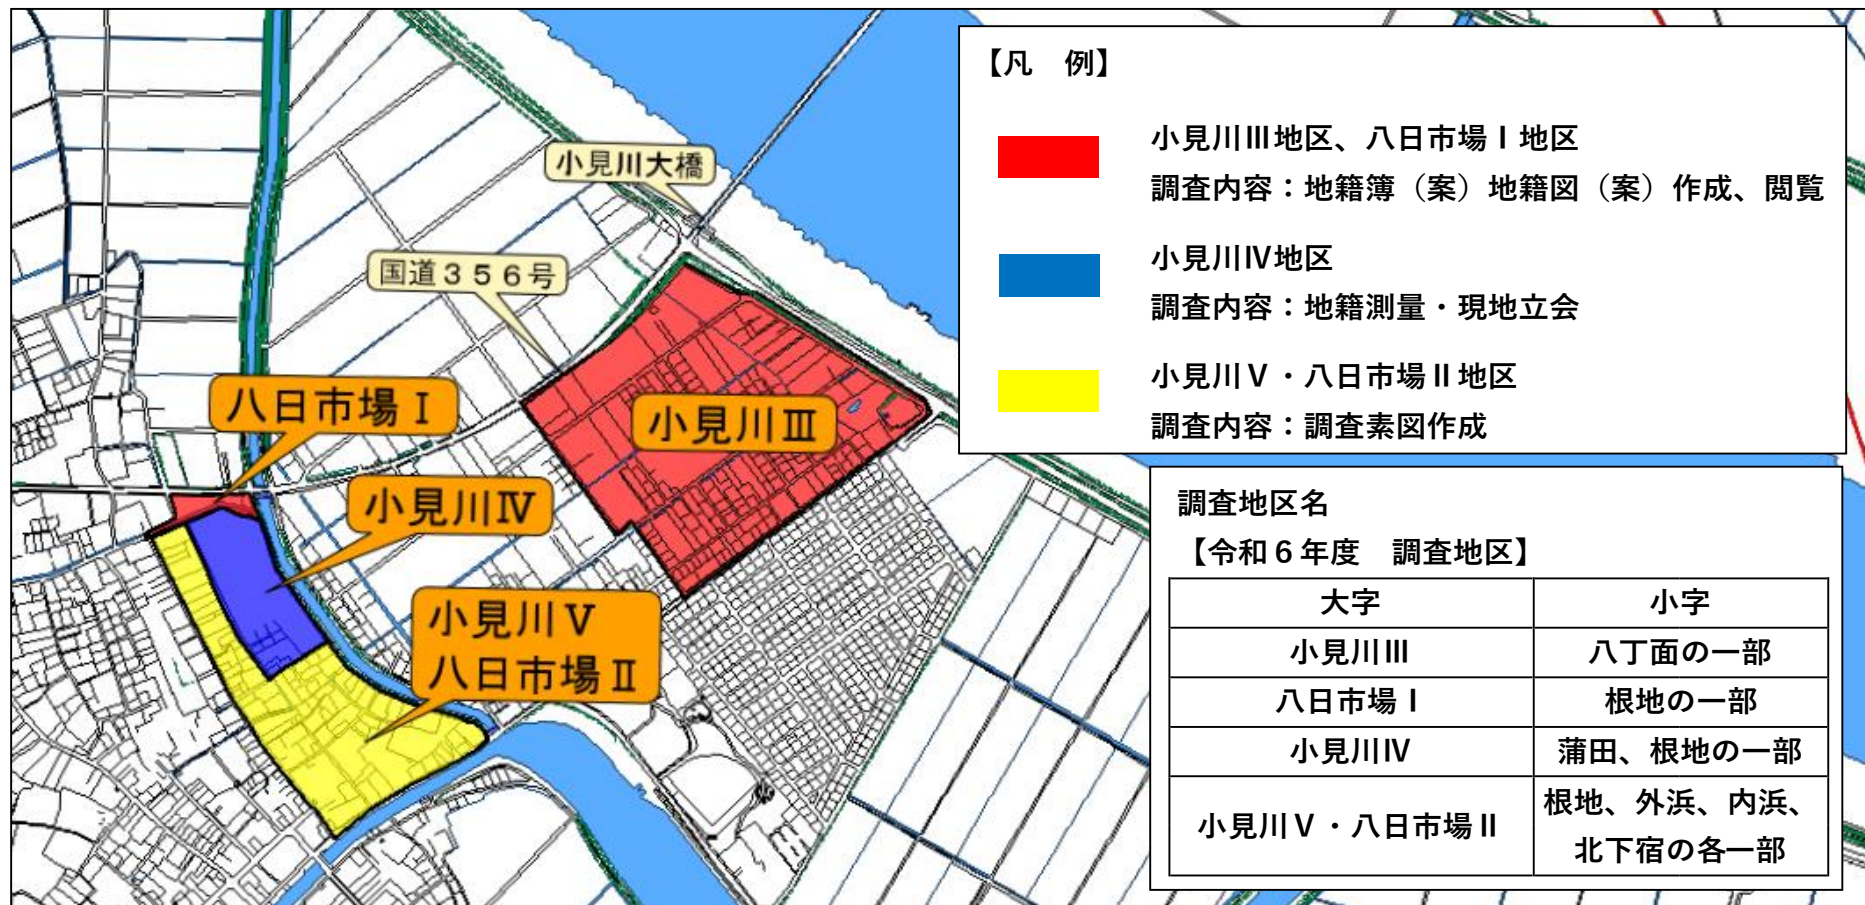 小見川大橋
国道356号
八日市場Ⅰ
小見川Ⅲ
小見川Ⅳ
小見川Ⅴ
八日市場Ⅱ
【凡　例】
小見川Ⅲ地区、八日市場Ⅰ地区
調査内容：地籍簿（案）地籍図（案）作成、閲覧
小見川Ⅳ地区
調査内容：地籍測量・現地立会
小見川Ⅴ・八日市場Ⅱ地区
調査内容：調査素図作成
調査地区名
【令和６年度　調査地区】
大字　小字
小見川Ⅲ　八丁面の一部
八日市場Ⅰ　根地の一部
小見川Ⅳ　蒲田、根地の一部
小見川Ⅴ・八日市場Ⅱ　根地、外浜、内浜、
北下宿の各一部